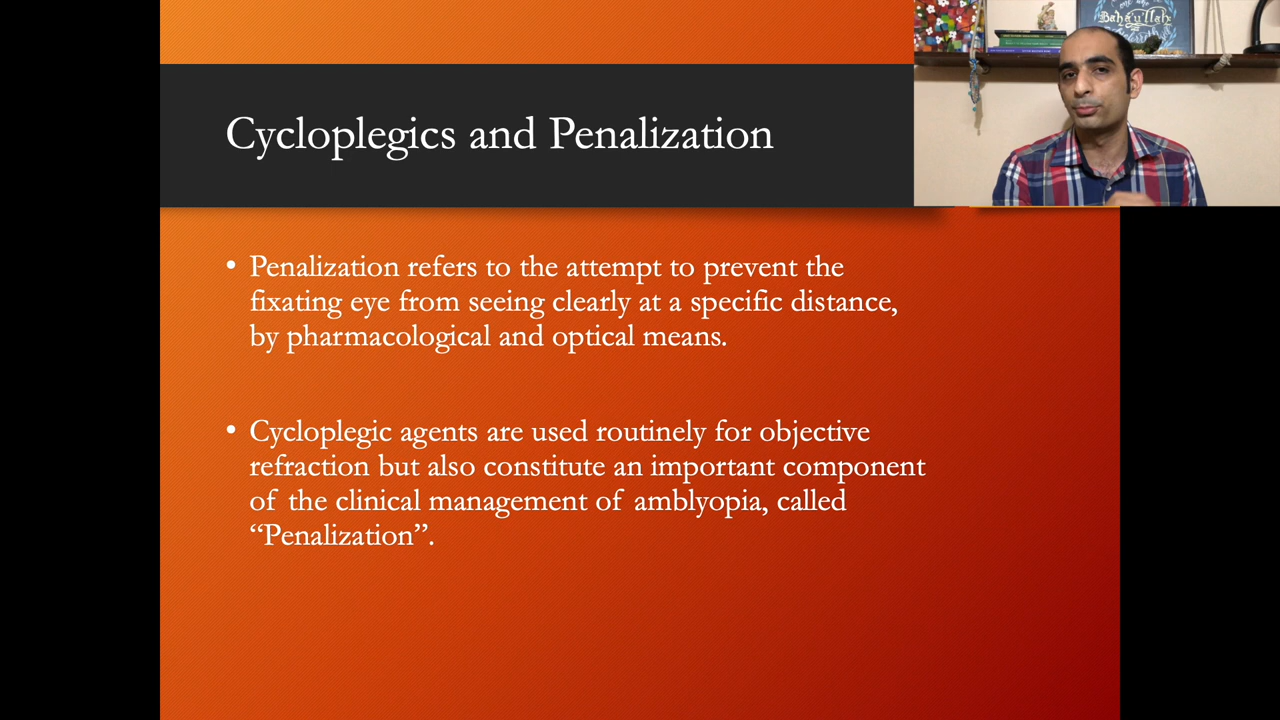 Cycloplegics and Penalization
Bahá'u'lláh
• Penalization refers to the attempt to prevent the
fixating eye from seeing clearly at a specific distance,
by pharmacological and optical means.
• Cycloplegic agents are used routinely for objective
refraction but also constitute an important component
of the clinical management of amblyopia, called
“Penalization”.